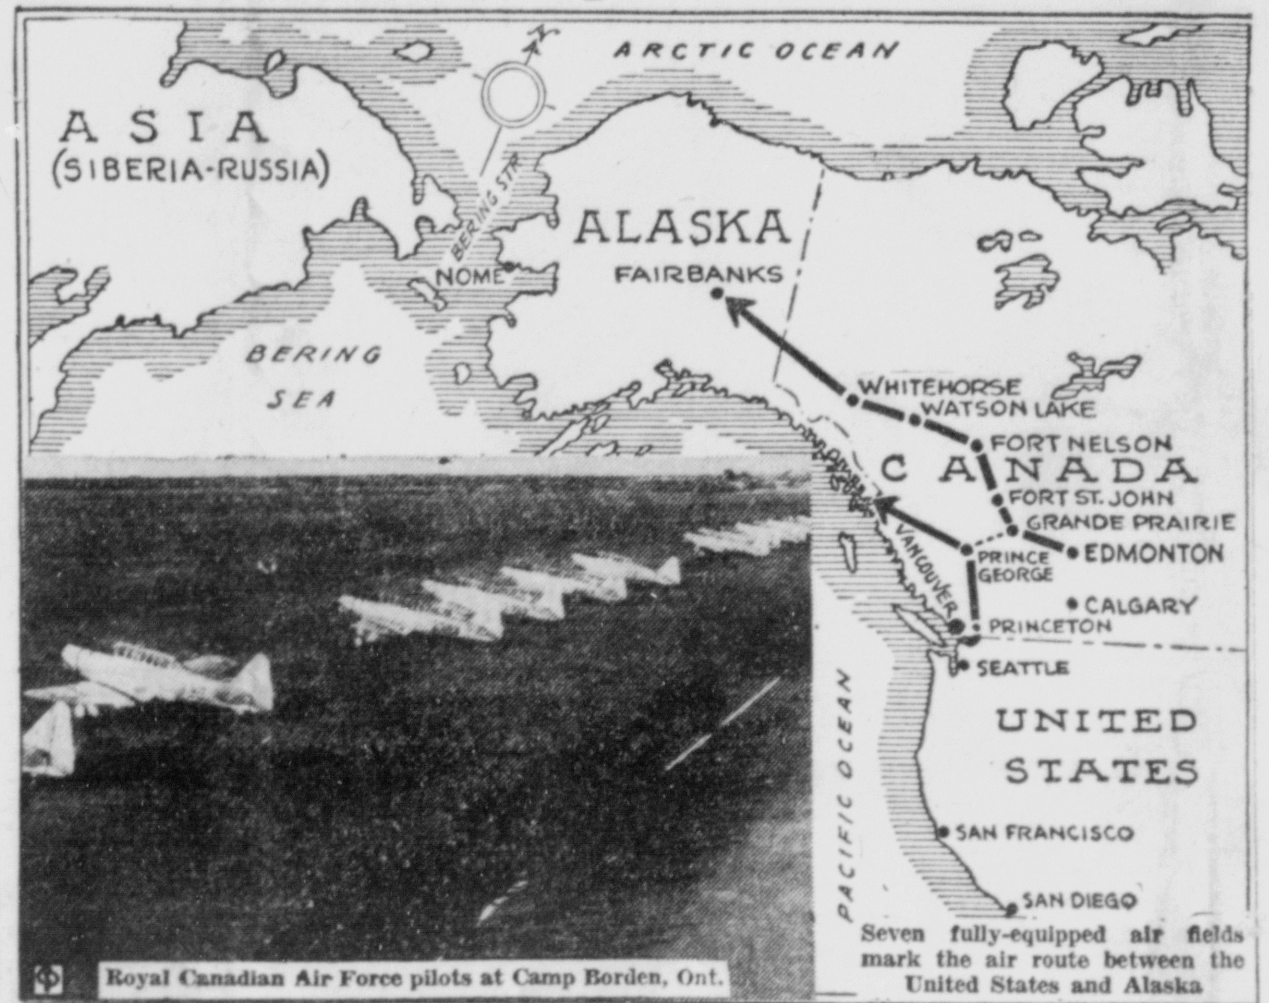 ARCTIC OCEAN
ASIA
(SIBERIA-RUSSIA)
BERING STR.
ALASKA
NOME
FAIRBANKS
BERING
SEA
WHITEHORSE
WATSON LAKE
FORT NELSON
CANADA
FORT ST. JOHN
GRANDE PRAIRIE
EDMONTON
PRINCE
GEORGE
VANCOUVER
CALGARY
PRINCETON
SEATTLE
UNITED
STATES
PACIFIC OCEAN
SAN FRANCISCO
SAN DIEGO
Seven fully-equipped air fields
mark the air route between the
United States and Alaska
Royal Canadian Air Force pilots at Camp Borden, Ont.